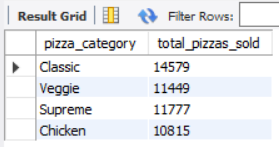 Result Grid Filter Rows:
pizza_category total_pizzas_sold
Classic 14579
Veggie 11449
Supreme 11777
Chicken 10815